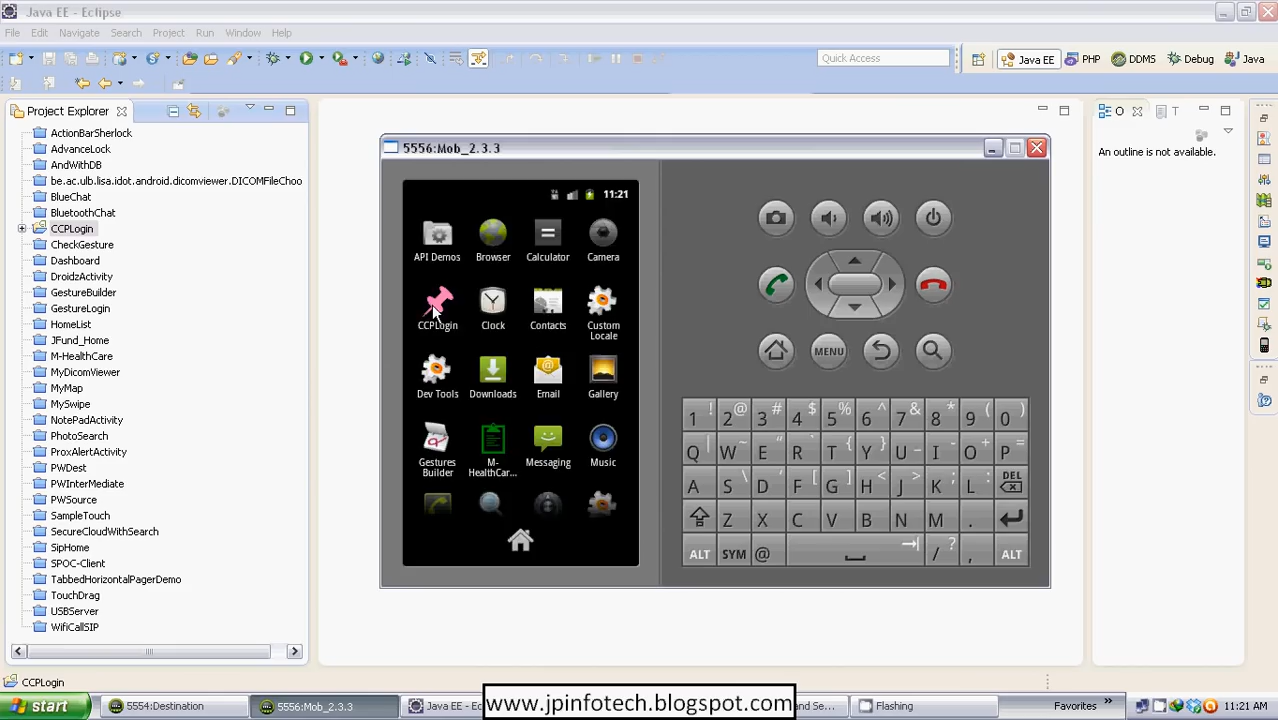 Java EE - Eclipse
File Edit Navigate Search Project Run Window Help
Quick Access
Java EE PHP DDMS Debug Java
Project Explorer
O T
An outline is not available.
ActionBarSherlock
AdvanceLock
AndWithDB
be.ac.ulb.lisa.idot.android.dicomviewer.DICOMFileChoo
BlueChat
BluetoothChat
CCPLogin
CheckGesture
Dashboard
DroidzActivity
GestureBuilder
GestureLogin
HomeList
JFund_Home
M-HealthCare
MyDicomViewer
MyMap
MySwipe
NotePadActivity
PhotoSearch
ProxAlertActivity
PWDest
PWInterMediate
PWSource
SampleTouch
SecureCloudWithSearch
SipHome
SPOC-Client
TabbedHorizontalPagerDemo
TouchDrag
USBServer
WifiCallSIP
5556:Mob_2.3.3
11:21
API Demos Browser Calculator Camera
CCPLogin Clock Contacts Custom Locale
Dev Tools Downloads Email Gallery
Gestures Builder M-HealthCar... Messaging Music
MENU
1 ! 2 @ 3 # 4 $ 5 % 6 ^ 7 & 8 * 9 ( 0 )
Q | W ~ E " R ` T { Y } U _ I - O + P =
A S \ D ' F [ G ] H < J > K ; L : DEL
Z X C V B N M .
ALT SYM @ / ? , ALT
CCPLogin
start 5554:Destination 5556:Mob_2.3.3 Java EE - Ec www.jpinfotech.blogspot.com and Se... Flashing Favorites » 11:21 AM